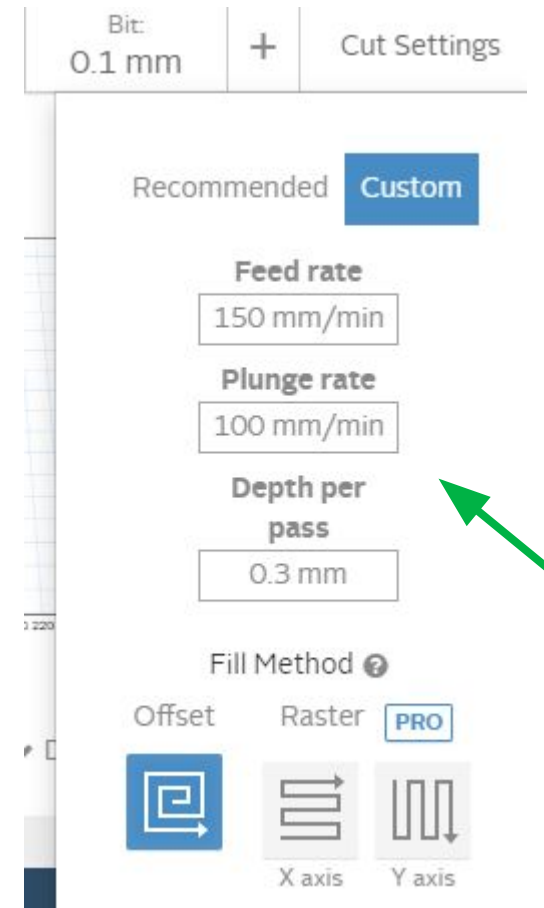 Bit:
0.1 mm
+
Cut Settings
Recommended
Custom
Feed rate
150 mm/min
Plunge rate
100 mm/min
Depth per
pass
0.3 mm
220
Fill Method ?
Offset
Raster
PRO
X axis
Y axis